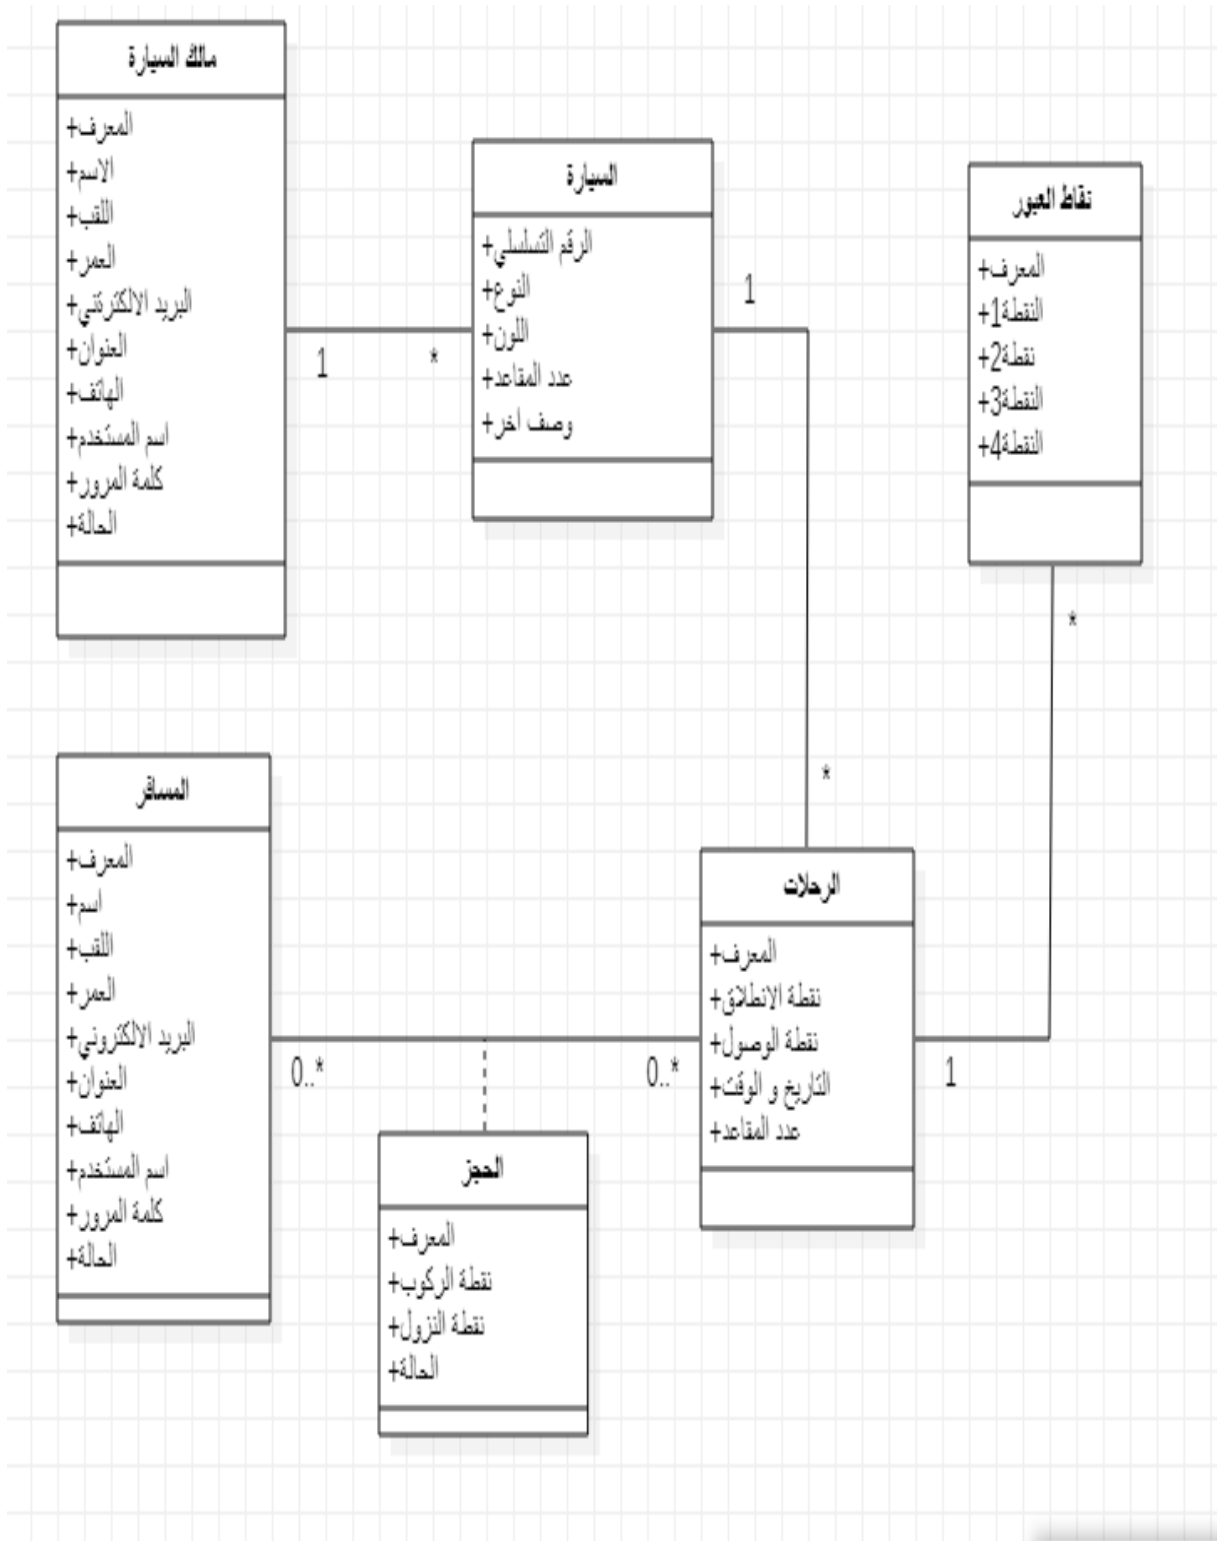 مالك السيارة
+المعرف
+الاسم
+اللقب
+العمر
+البريد الالكترةني
+العنوان
+الهاتف
+اسم المستخدم
+كلمة المرور
+الحالة
السيارة
+الرقم التسلسلي
+النوع
+اللون
+عدد المقاعد
+وصف اخر
نقاط العبور
+المعرف
+النقطة1
+نقطة2
+النقطة3
+النقطة4
1
*
1
*
*
المسافر
+المعرف
+اسم
+اللقب
+العمر
+البريد الالكتروني
+العنوان
+الهاتف
+اسم المستخدم
+كلمة المرور
+الحالة
الرحلات
+المعرف
+نقطة الانطلاق
+نقطة الوصول
+التاريخ و الوقت
+عدد المقاعد
0..*
0..*
1
الحجز
+المعرف
+نقطة الركوب
+نقطة النزول
+الحالة